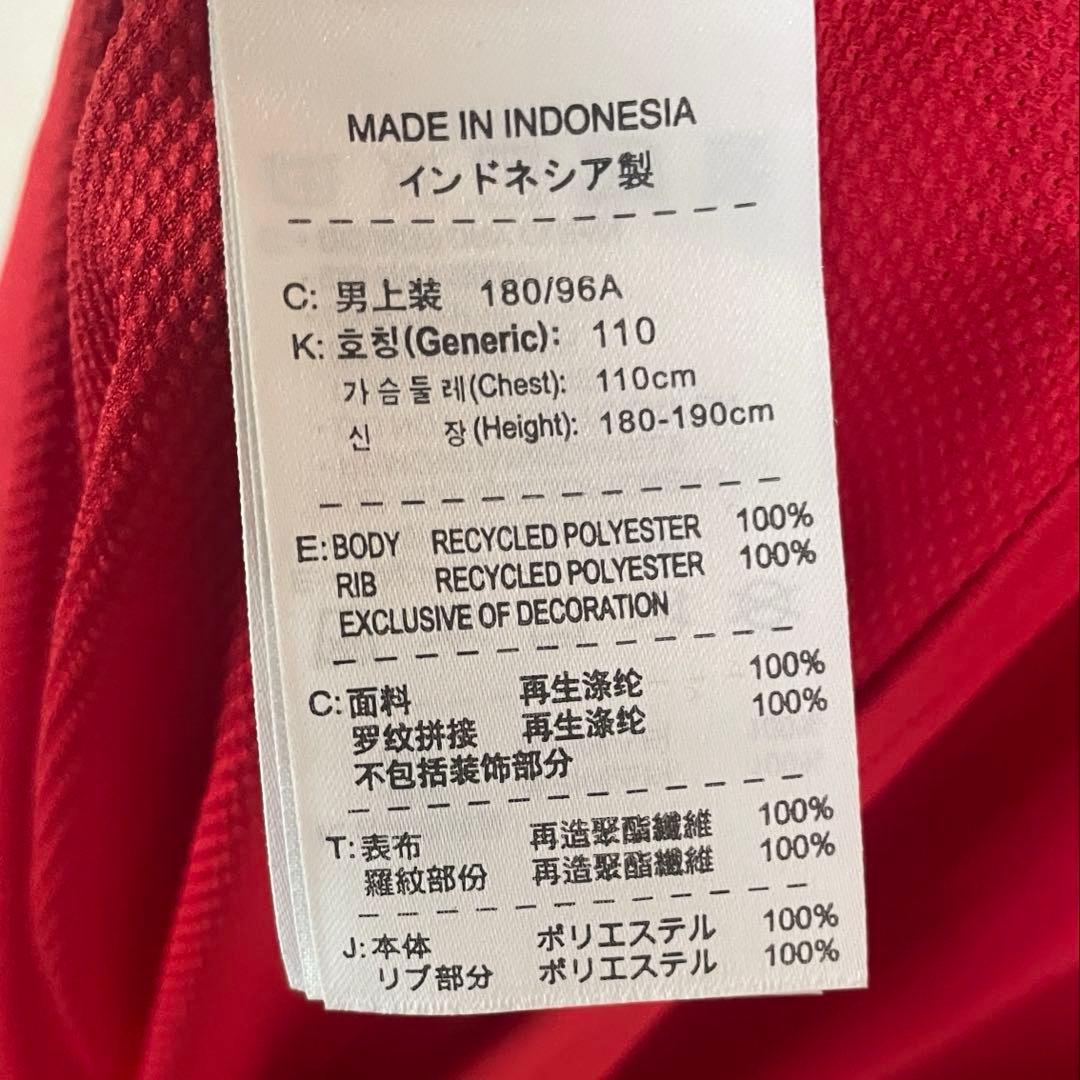 MADE IN INDONESIA
インドネシア製
C: 男上装 180/96A
K: 호칭(Generic): 110
가슴둘레(Chest): 110cm
신 장(Height): 180-190cm
E: BODY RECYCLED POLYESTER 100%
RIB RECYCLED POLYESTER 100%
EXCLUSIVE OF DECORATION
C: 面料 再生涤纶 100%
罗纹拼接 再生涤纶 100%
不包括装饰部分
T: 表布 再造聚酯纖維 100%
羅紋部份 再造聚酯纖維 100%
J: 本体 ポリエステル 100%
リブ部分 ポリエステル 100%